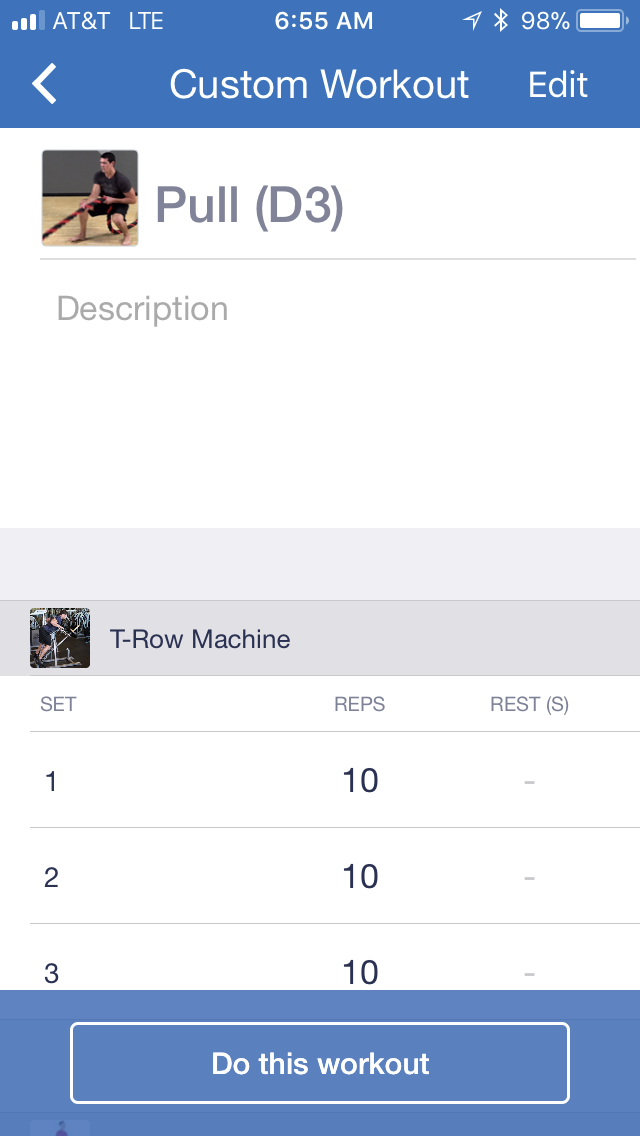 AT&T LTE 6:55 AM 98%
Custom Workout Edit
Pull (D3)
Description
T-Row Machine
SET REPS REST (S)
1 10 -
2 10 -
3 10 -
Do this workout